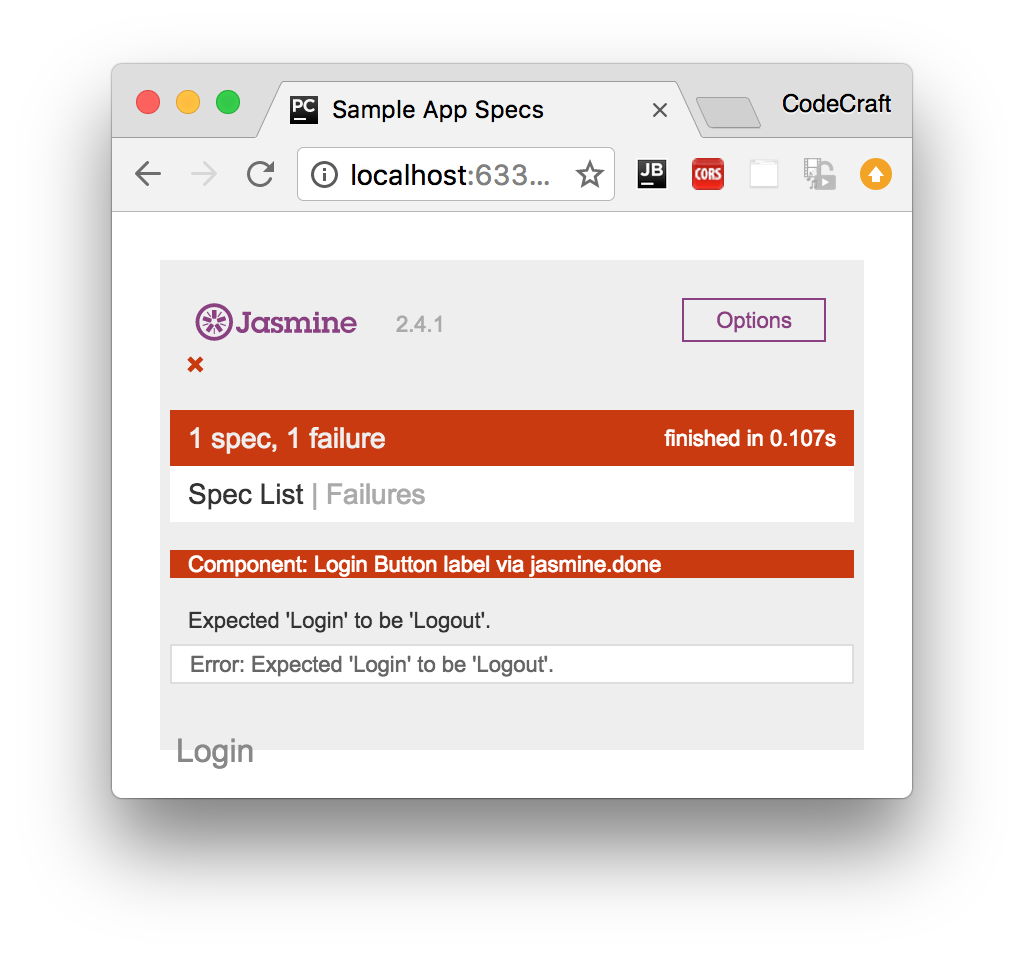 PC Sample App Specs CodeCraft
localhost:633... JB CORS
Jasmine 2.4.1 Options
1 spec, 1 failure finished in 0.107s
Spec List | Failures
Component: Login Button label via jasmine.done
Expected 'Login' to be 'Logout'.
Error: Expected 'Login' to be 'Logout'.
Login